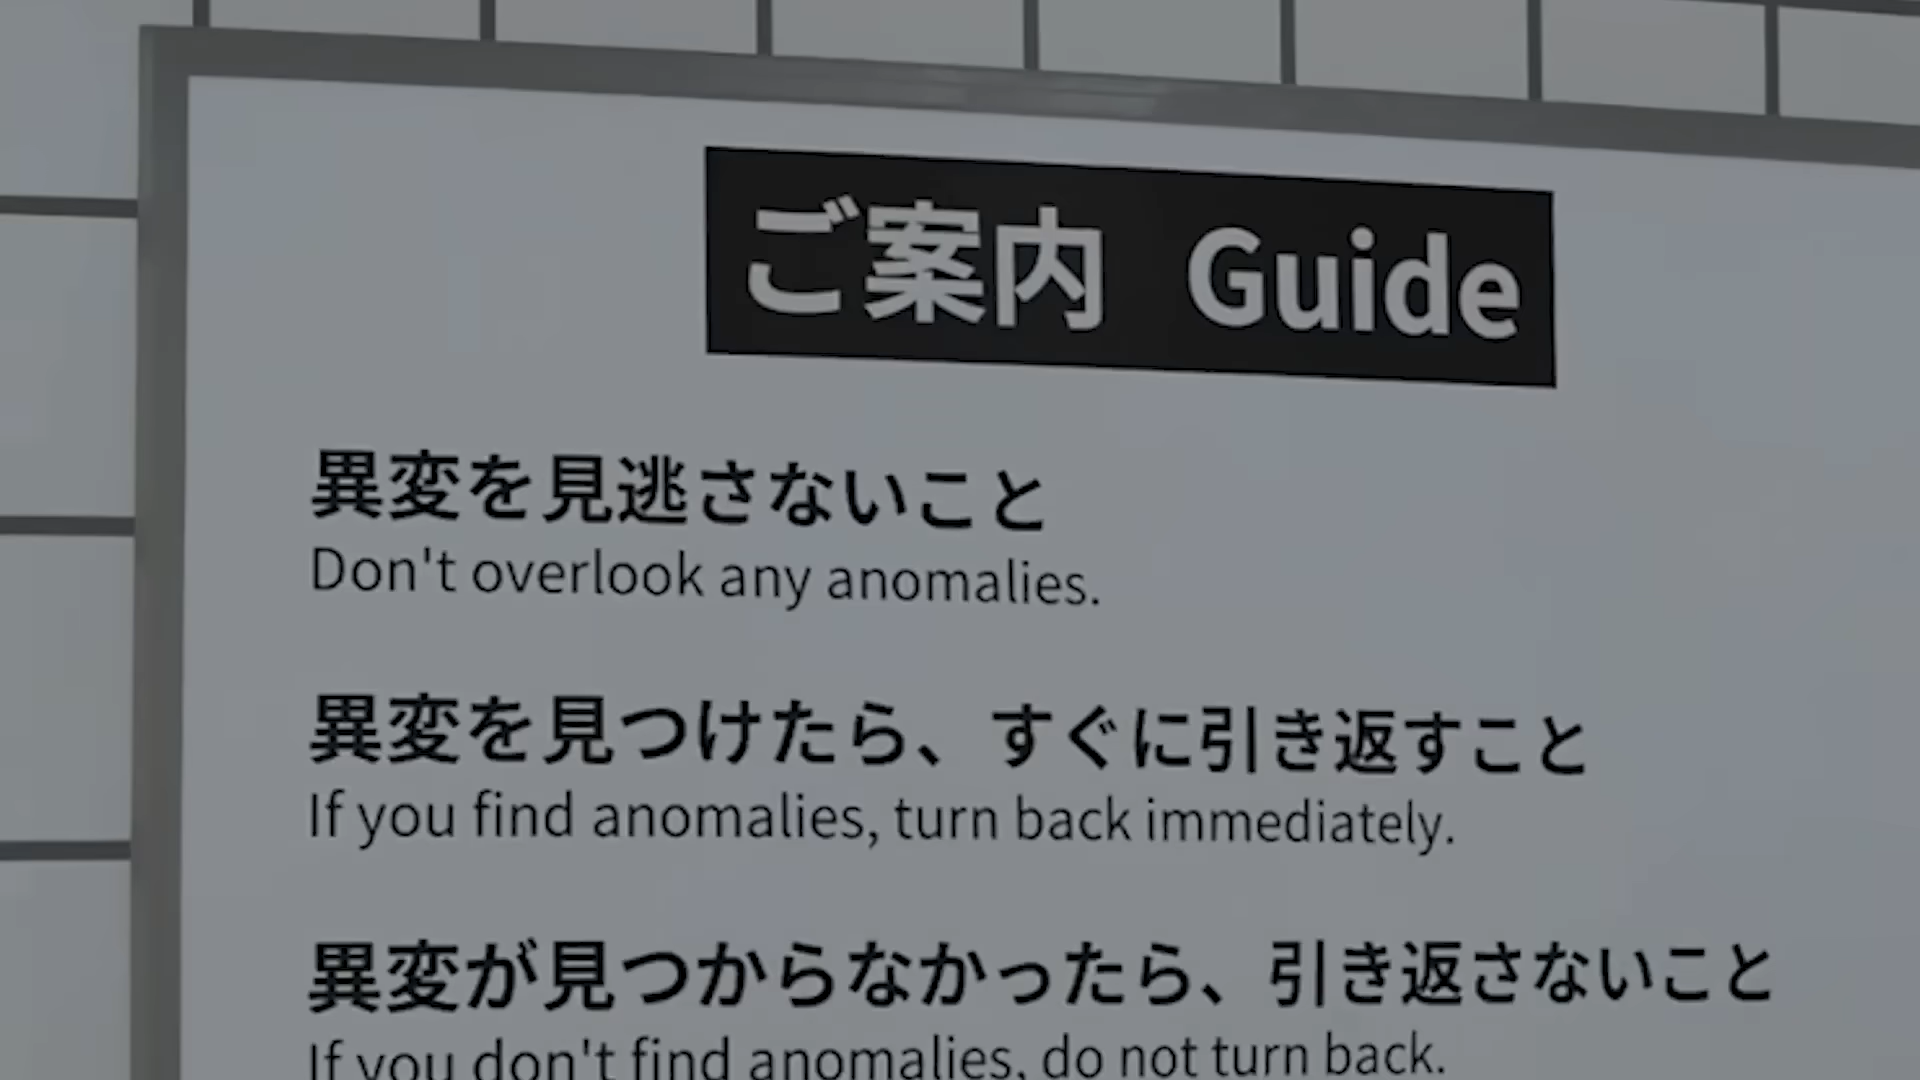 ご案内 Guide
異変を見逃さないこと
Don't overlook any anomalies.
異変を見つけたら、すぐに引き返すこと
If you find anomalies, turn back immediately.
異変が見つからなかったら、引き返さないこと
If you don't find anomalies, do not turn back.